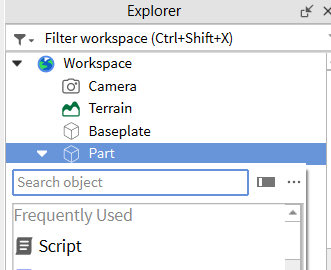 Explorer
Filter workspace (Ctrl+Shift+X)
Workspace
Camera
Terrain
Baseplate
Part
Search object
Frequently Used
Script